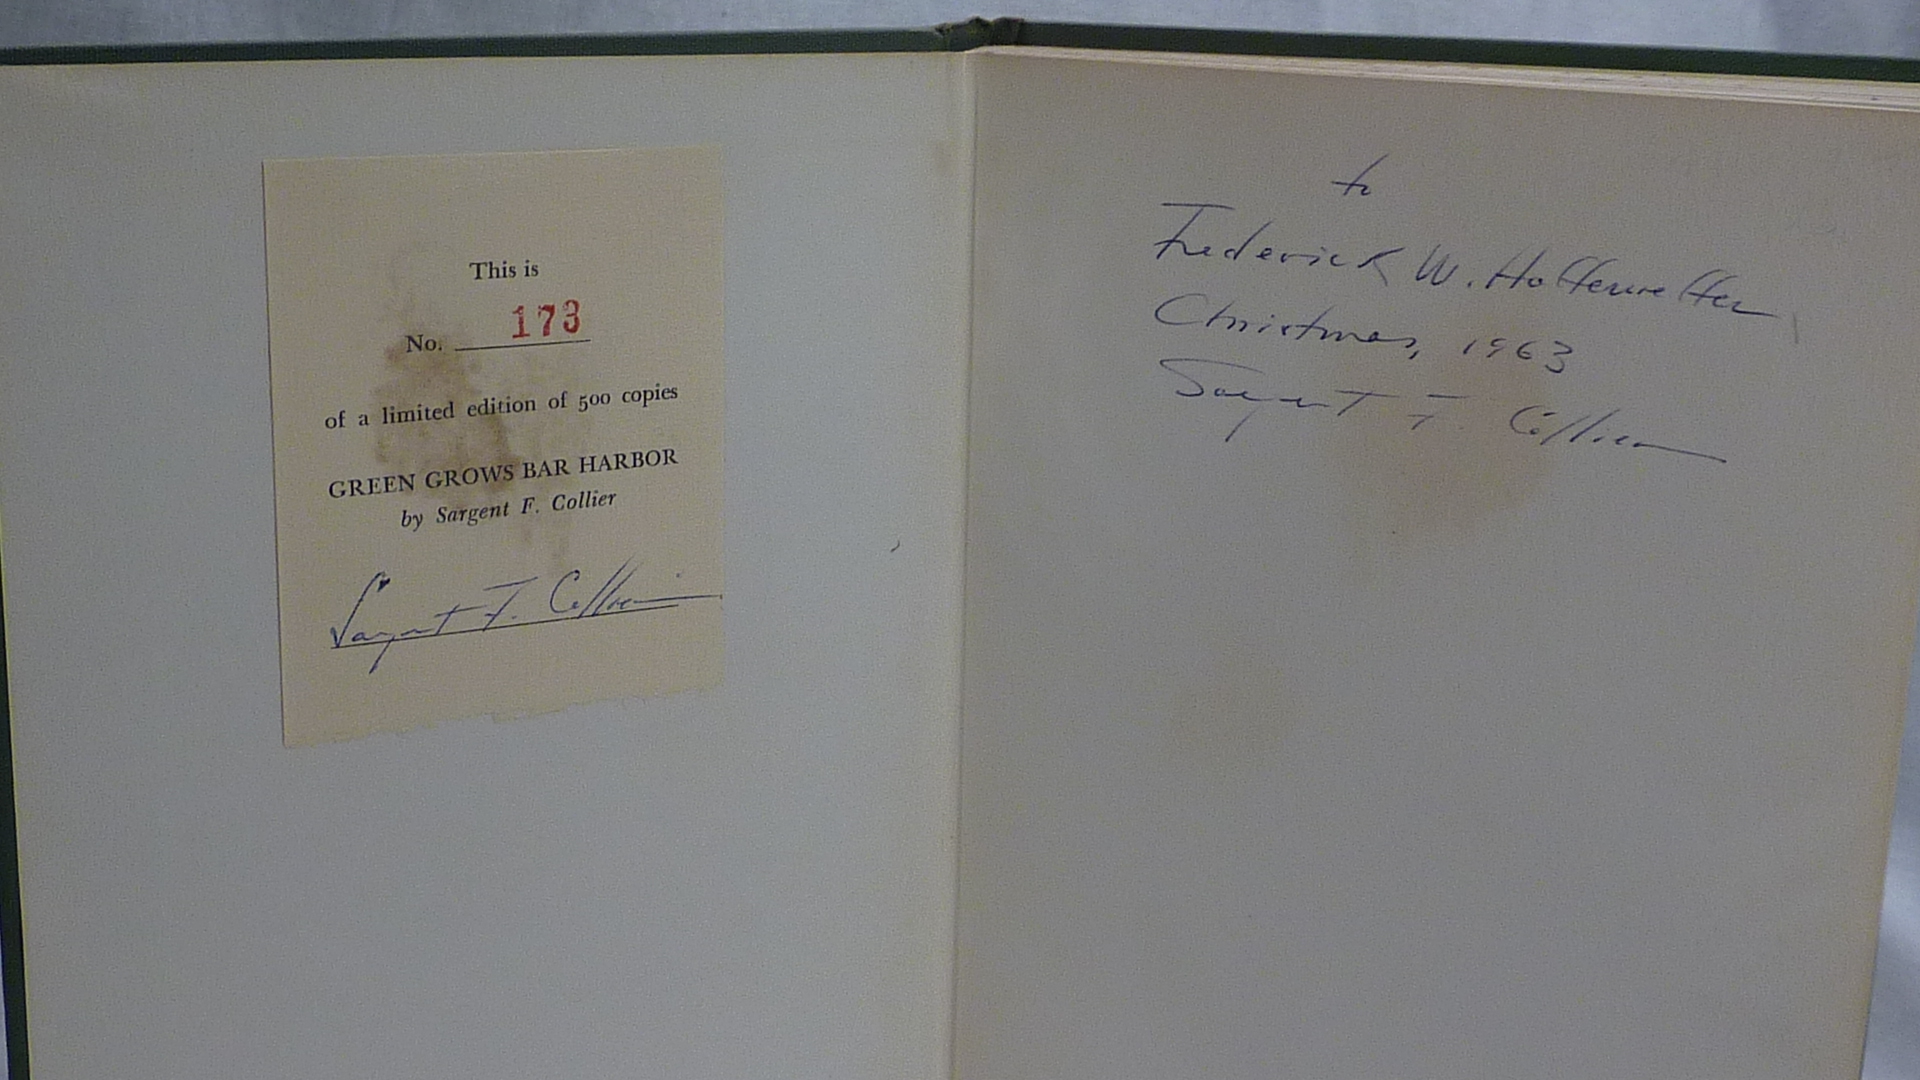 This is
No. 173
of a limited edition of 500 copies
GREEN GROWS BAR HARBOR
by Sargent F. Collier
Sargent F. Collier
to
Frederick W.
Christmas, 1963
Sargent F. Collier